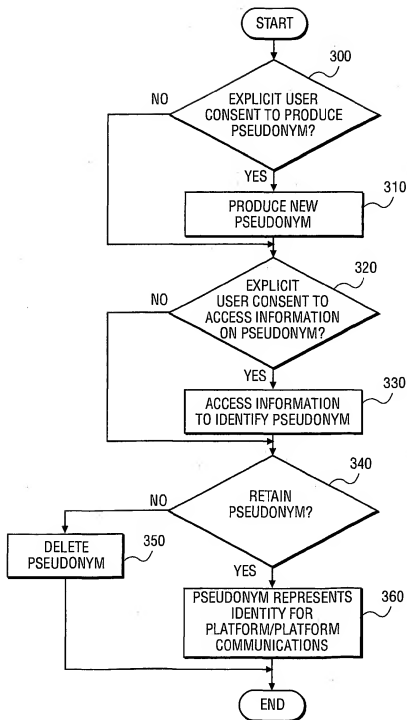 START
300
EXPLICIT USER
CONSENT TO PRODUCE
PSEUDONYM?
NO
YES
310
PRODUCE NEW
PSEUDONYM
320
EXPLICIT
USER CONSENT TO
ACCESS INFORMATION
ON PSEUDONYM?
NO
YES
330
ACCESS INFORMATION
TO IDENTIFY PSEUDONYM
340
RETAIN
PSEUDONYM?
NO
YES
DELETE
PSEUDONYM
350
PSEUDONYM REPRESENTS
IDENTITY FOR
PLATFORM/PLATFORM
COMMUNICATIONS
360
END